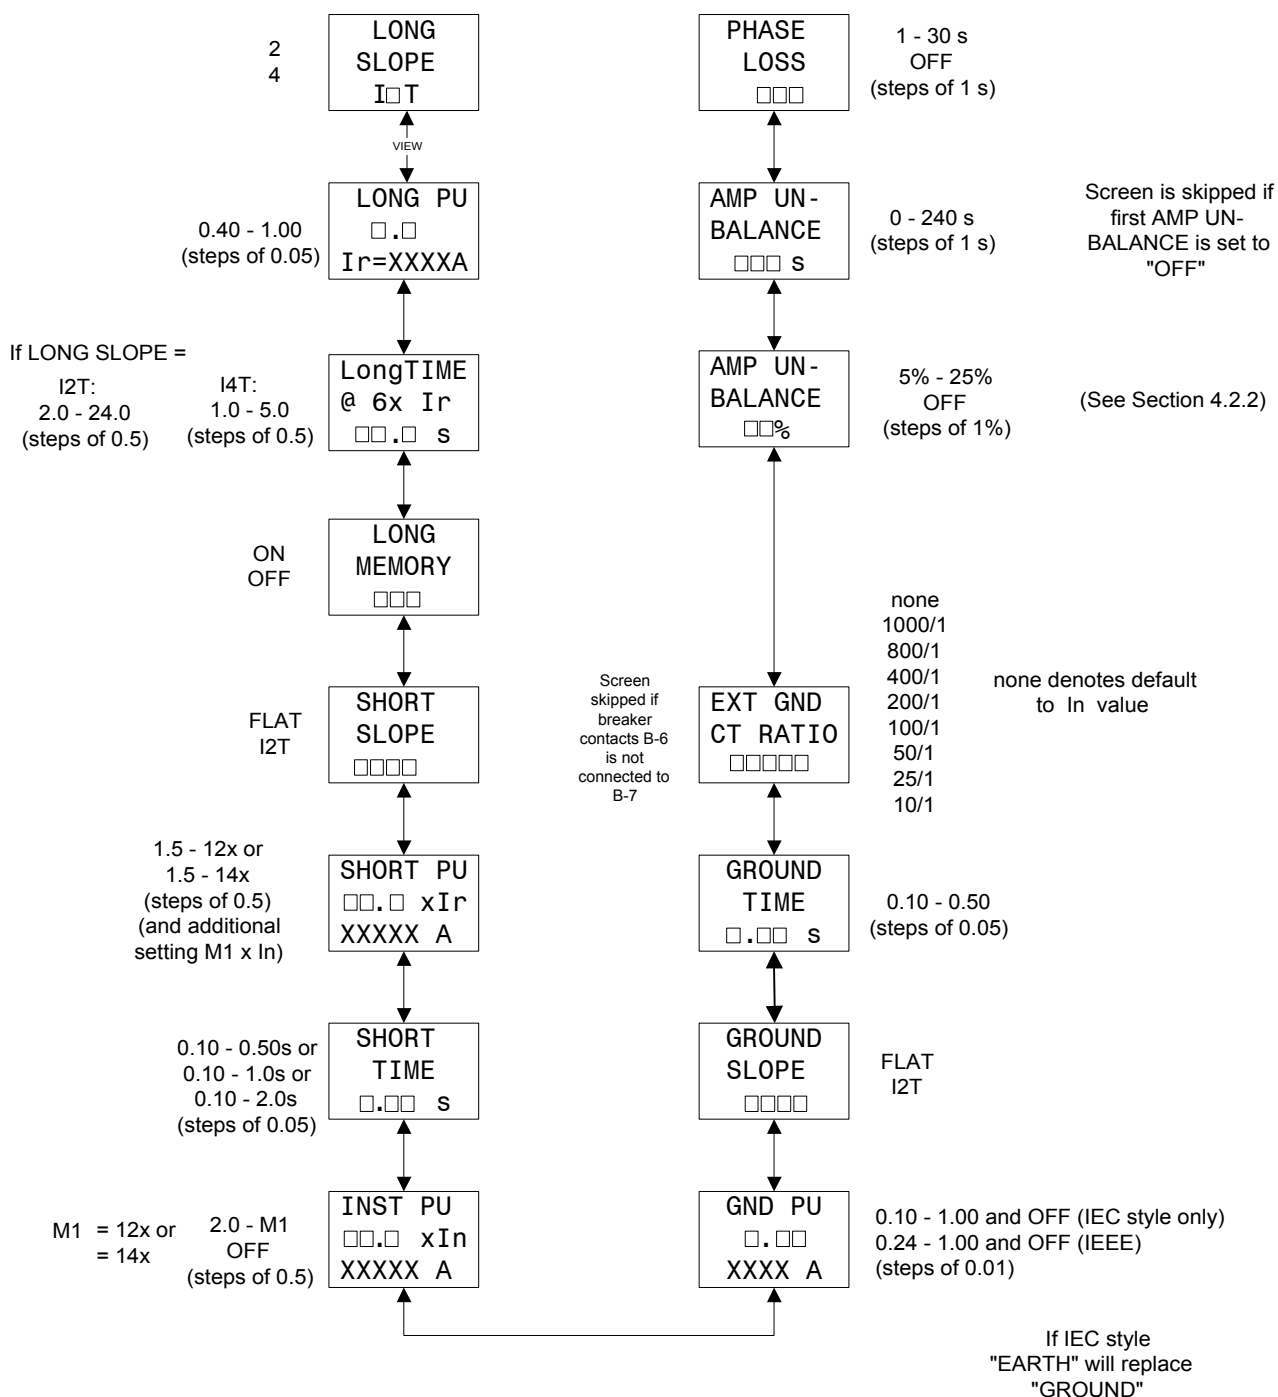 2
4
LONG
SLOPE
I□T
VIEW
0.40 - 1.00
(steps of 0.05)
LONG PU
□.□
Ir=XXXXA
If LONG SLOPE =
I2T:
2.0 - 24.0
(steps of 0.5)
I4T:
1.0 - 5.0
(steps of 0.5)
LongTIME
@ 6x Ir
□□.□ s
ON
OFF
LONG
MEMORY
□□□
FLAT
I2T
SHORT
SLOPE
□□□□
1.5 - 12x or
1.5 - 14x
(steps of 0.5)
(and additional
setting M1 x In)
SHORT PU
□□.□ xIr
XXXXX A
0.10 - 0.50s or
0.10 - 1.0s or
0.10 - 2.0s
(steps of 0.05)
SHORT
TIME
□.□□ s
M1 = 12x or
= 14x
2.0 - M1
OFF
(steps of 0.5)
INST PU
□□.□ xIn
XXXXX A
PHASE
LOSS
□□□
1 - 30 s
OFF
(steps of 1 s)
AMP UN-
BALANCE
□□□ s
0 - 240 s
(steps of 1 s)
Screen is skipped if
first AMP UN-
BALANCE is set to
"OFF"
AMP UN-
BALANCE
□□%
5% - 25%
OFF
(steps of 1%)
(See Section 4.2.2)
Screen
skipped if
breaker
contacts B-6
is not
connected to
B-7
EXT GND
CT RATIO
□□□□□
none
1000/1
800/1
400/1
200/1
100/1
50/1
25/1
10/1
none denotes default
to In value
GROUND
TIME
□.□□ s
0.10 - 0.50
(steps of 0.05)
GROUND
SLOPE
□□□□
FLAT
I2T
GND PU
□.□□
XXXX A
0.10 - 1.00 and OFF (IEC style only)
0.24 - 1.00 and OFF (IEEE)
(steps of 0.01)
If IEC style
"EARTH" will replace
"GROUND"